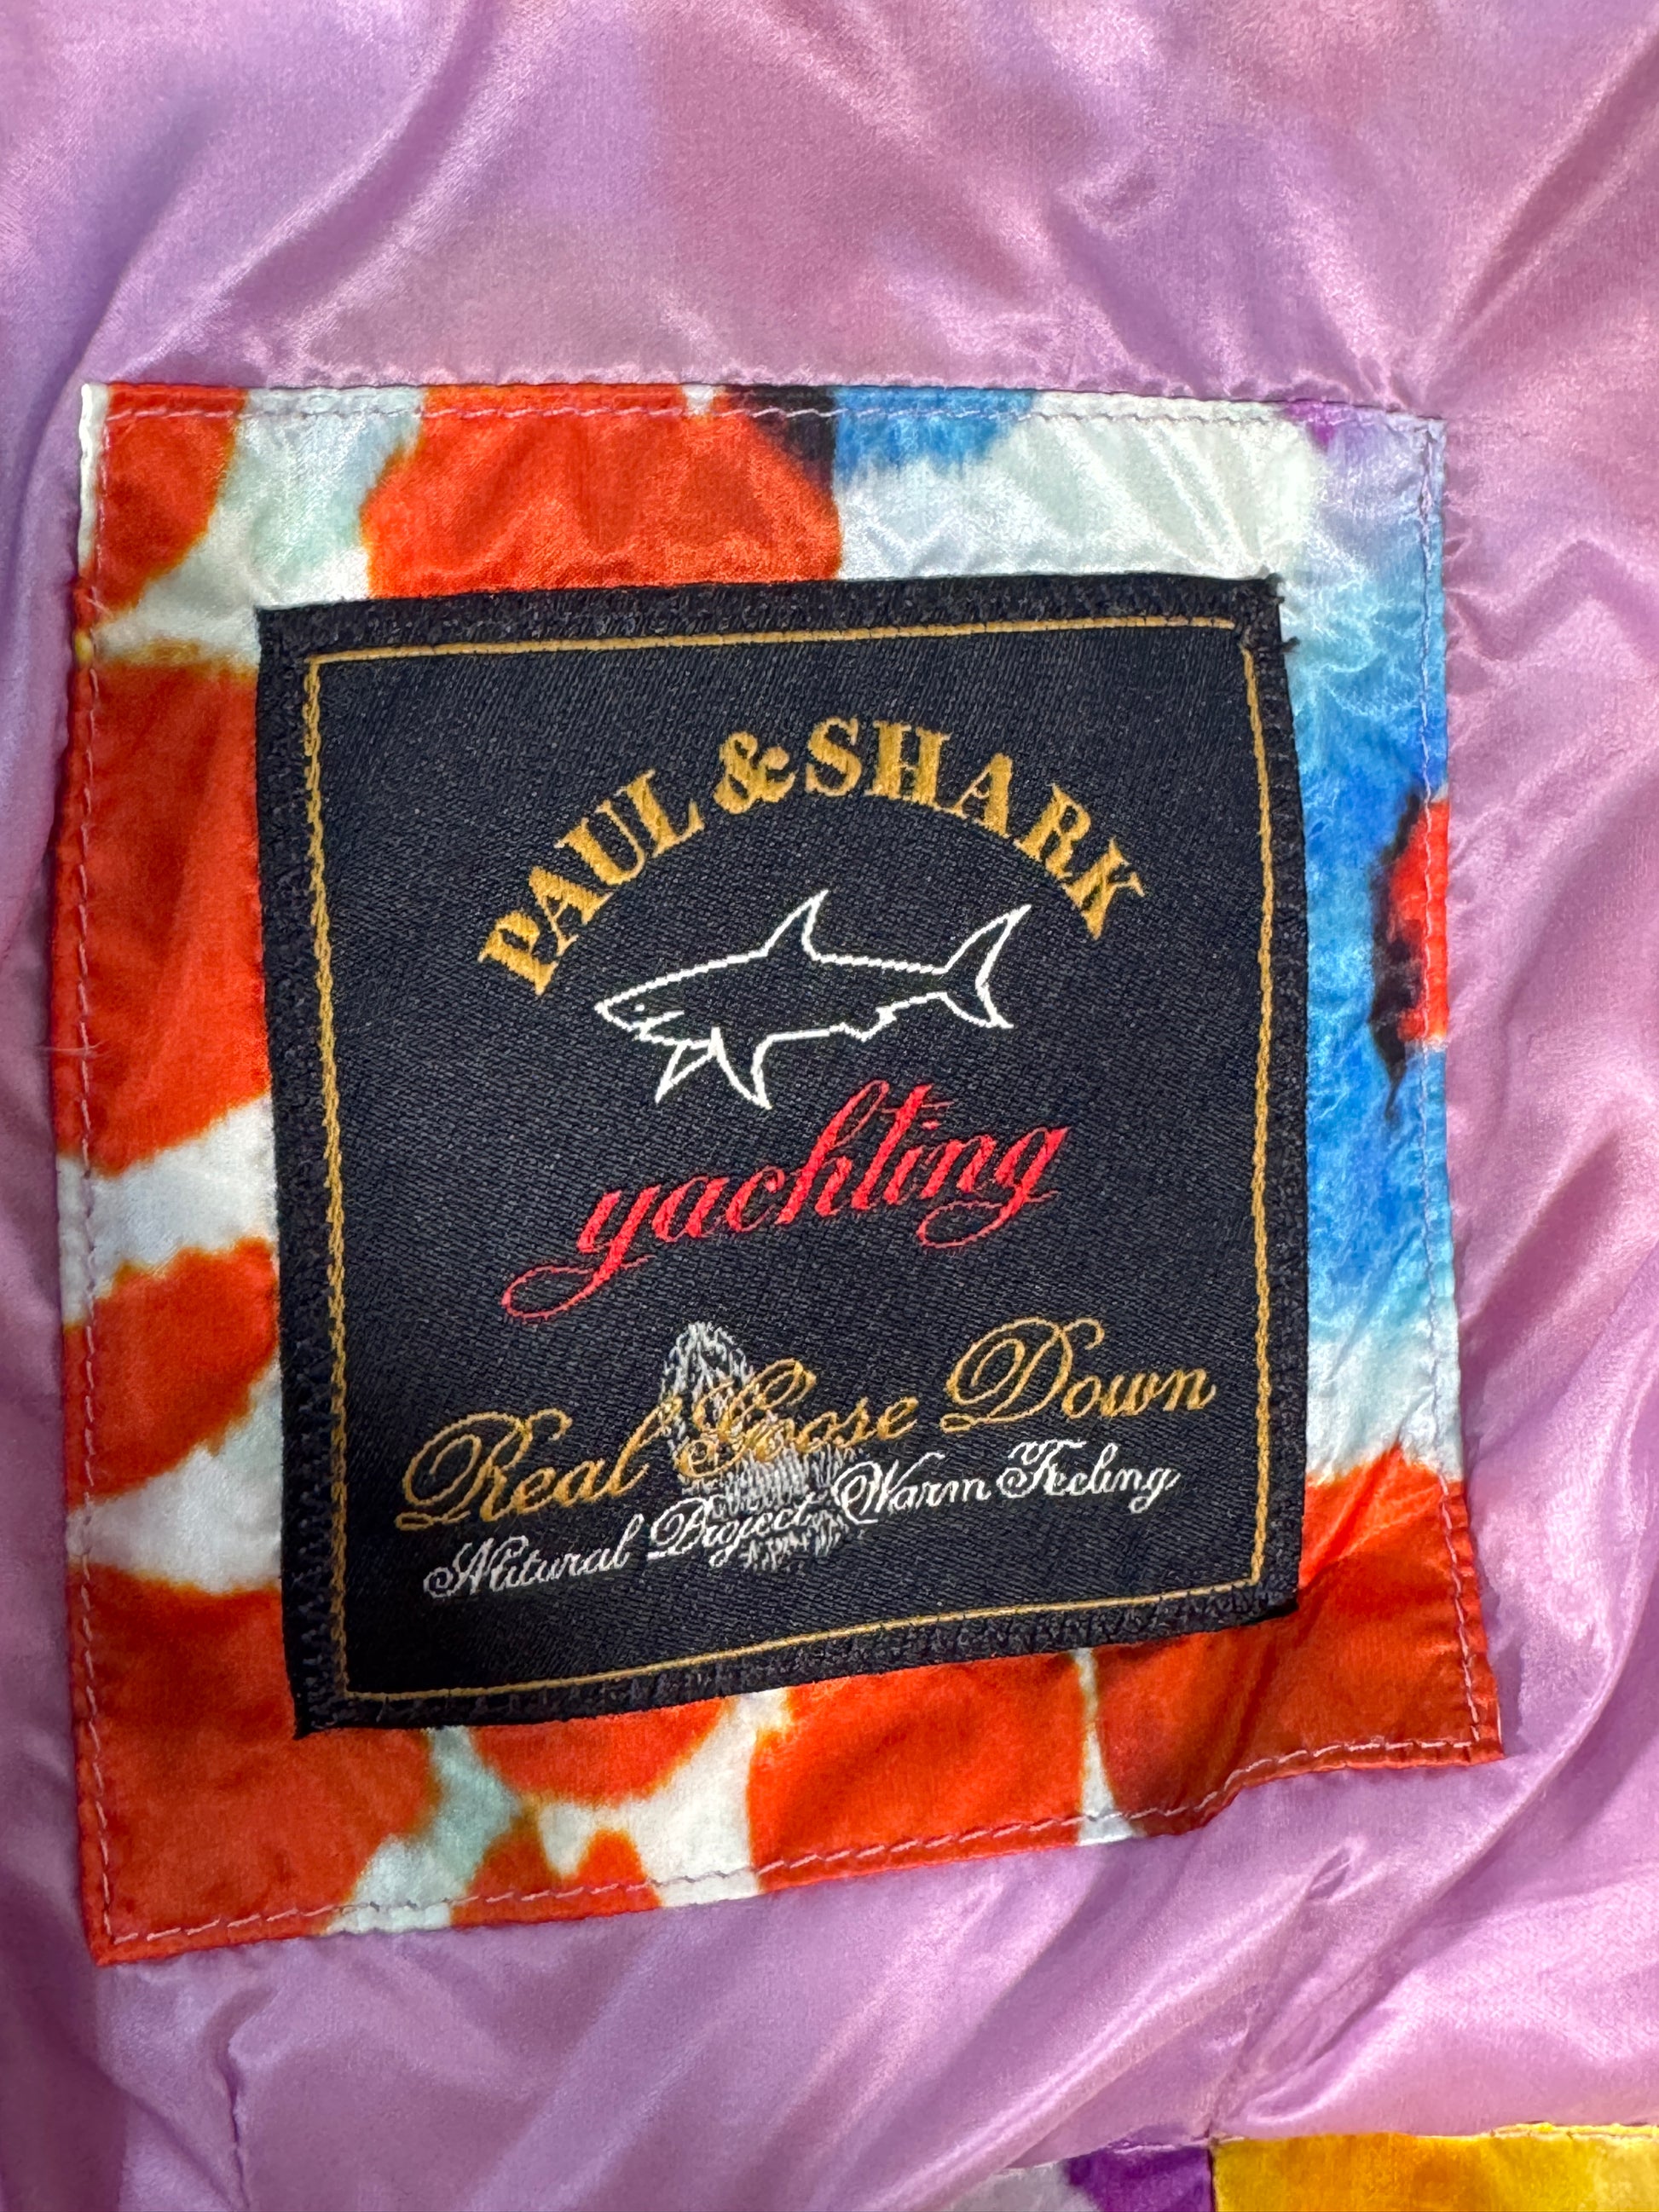 PAUL & SHARK
yachting
Real Goose Down
Natural Project Warm Feeling